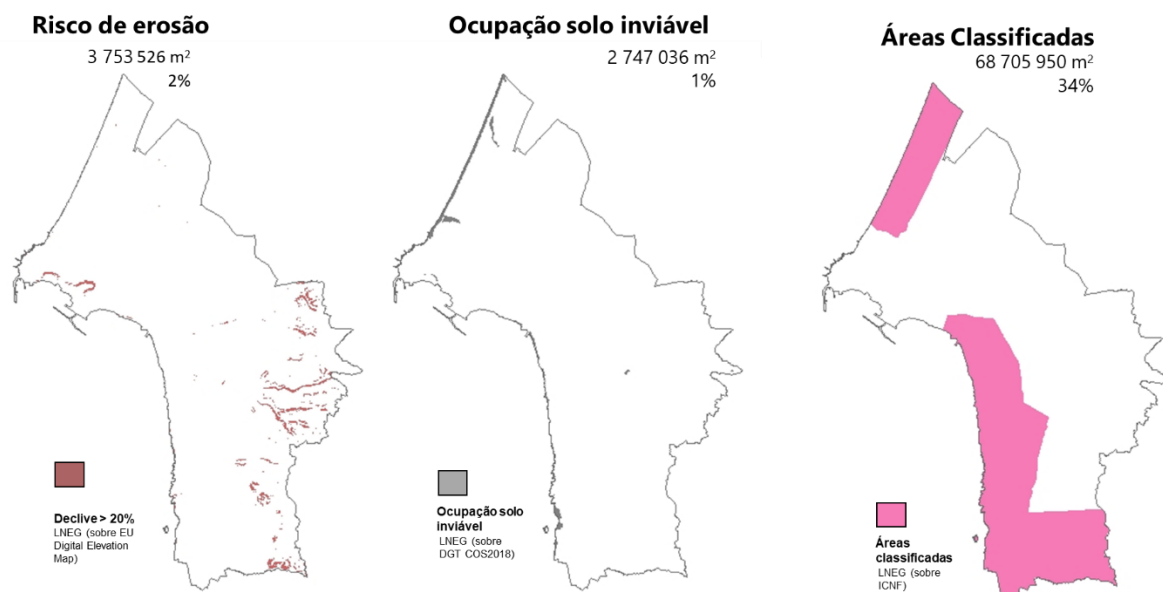 Risco de erosão
3 753 526 m²
2%
Declive > 20%
LNEG (sobre EU
Digital Elevation
Map)
Ocupação solo inviável
2 747 036 m²
1%
Ocupação solo
inviável
LNEG (sobre
DGT COS2018)
Áreas Classificadas
68 705 950 m²
34%
Áreas
classificadas
LNEG (sobre
ICNF)